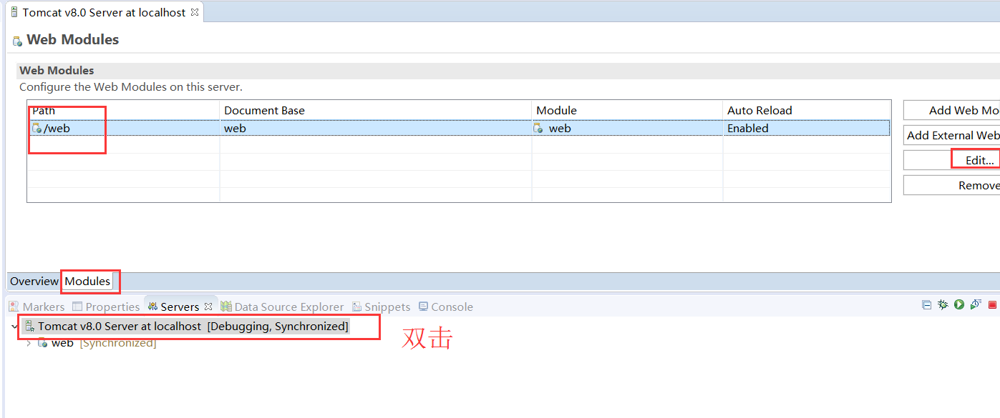 Tomcat v8.0 Server at localhost
Web Modules
Web Modules
Configure the Web Modules on this server.
Path Document Base Module Auto Reload
/web web web Enabled
Add Web Mo
Add External Web
Edit...
Remove
Overview Modules
Markers Properties Servers Data Source Explorer Snippets Console
Tomcat v8.0 Server at localhost [Debugging, Synchronized]
双击
web [Synchronized]